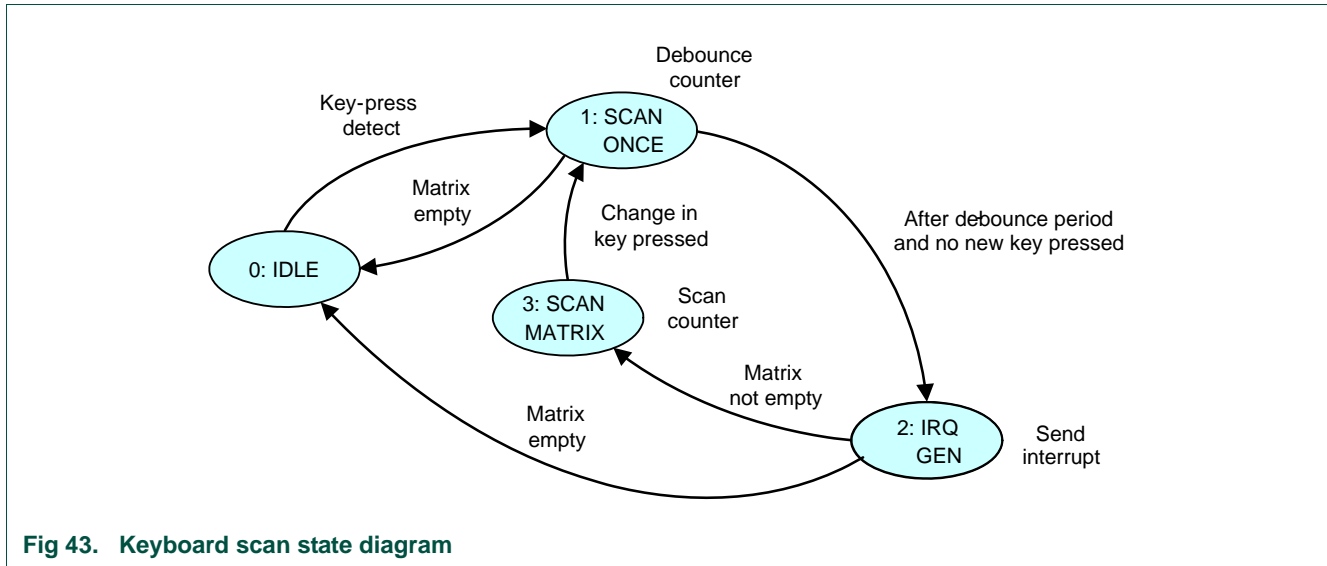 Debounce
counter
Key-press
detect
1: SCAN
ONCE
Matrix
empty
Change in
key pressed
After debounce period
and no new key pressed
0: IDLE
3: SCAN
MATRIX
Scan
counter
Matrix
not empty
Matrix
empty
2: IRQ
GEN
Send
interrupt
Fig 43. Keyboard scan state diagram